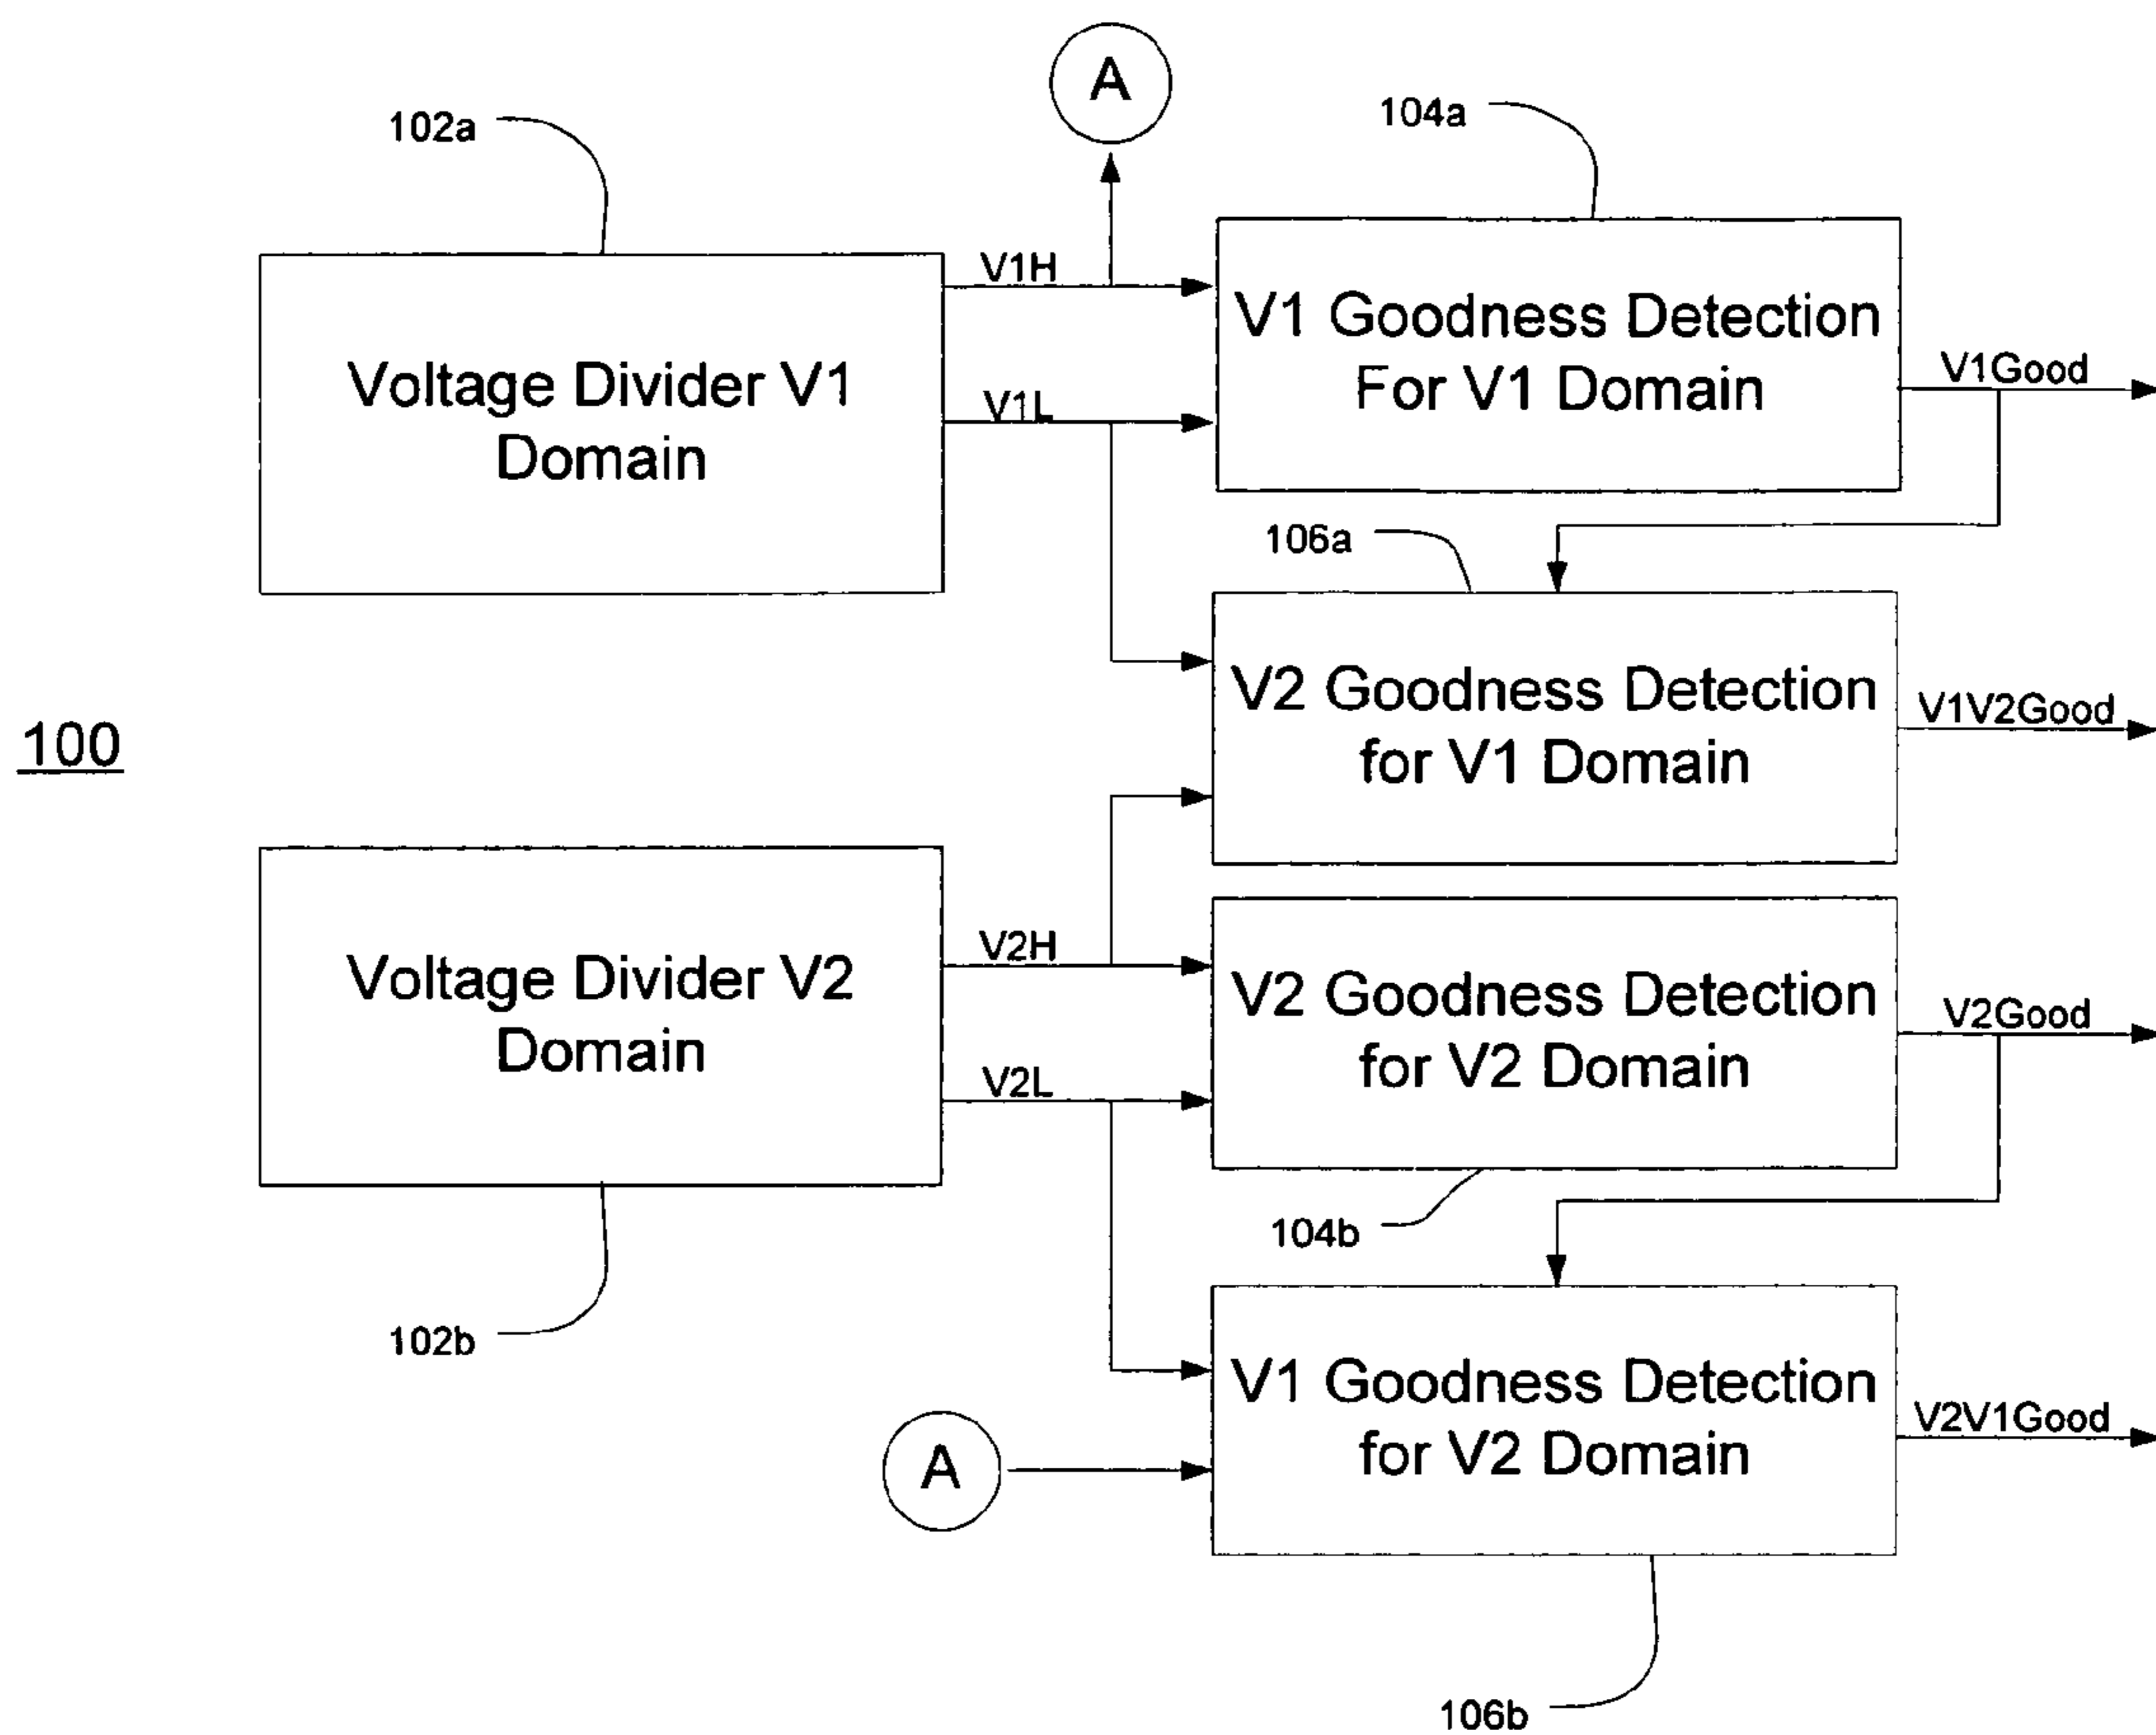 A
102a
104a
V1H
V1 Goodness Detection
For V1 Domain
V1Good
Voltage Divider V1
Domain
V1L
106a
V2 Goodness Detection
for V1 Domain
V1V2Good
100
V2H
Voltage Divider V2
Domain
V2 Goodness Detection
for V2 Domain
V2Good
V2L
104b
102b
V1 Goodness Detection
for V2 Domain
V2V1Good
A
106b